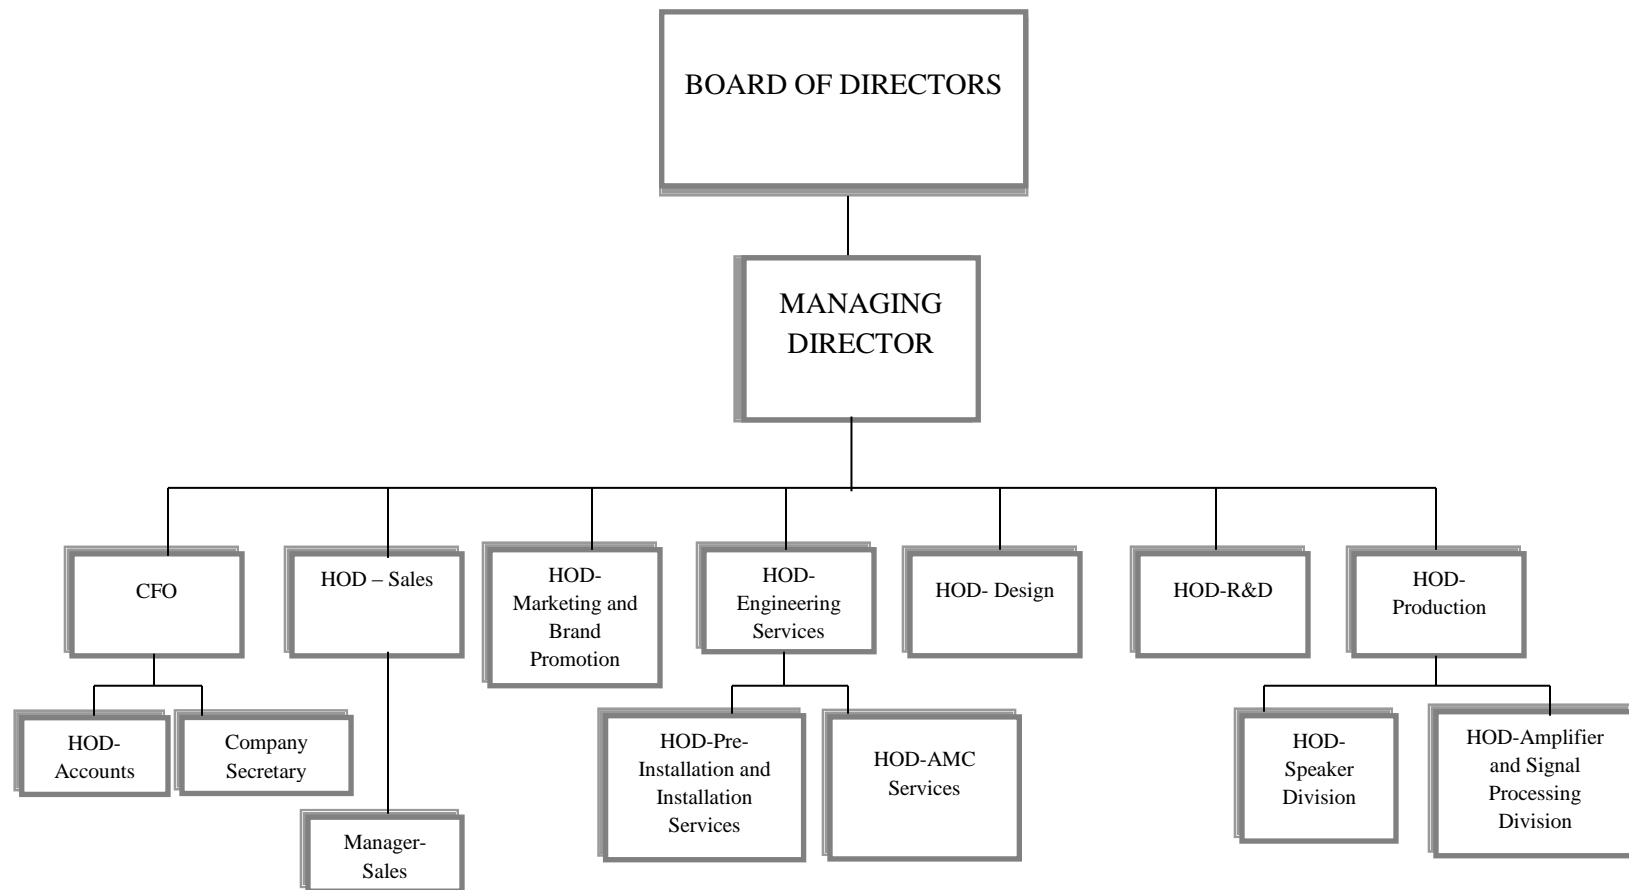 BOARD OF DIRECTORS
MANAGING
DIRECTOR
CFO
HOD – Sales
HOD-
Marketing and
Brand
Promotion
HOD-
Engineering
Services
HOD- Design
HOD-R&D
HOD-
Production
HOD-
Accounts
Company
Secretary
Manager-
Sales
HOD-Pre-
Installation and
Installation
Services
HOD-AMC
Services
HOD-
Speaker
Division
HOD-Amplifier
and Signal
Processing
Division